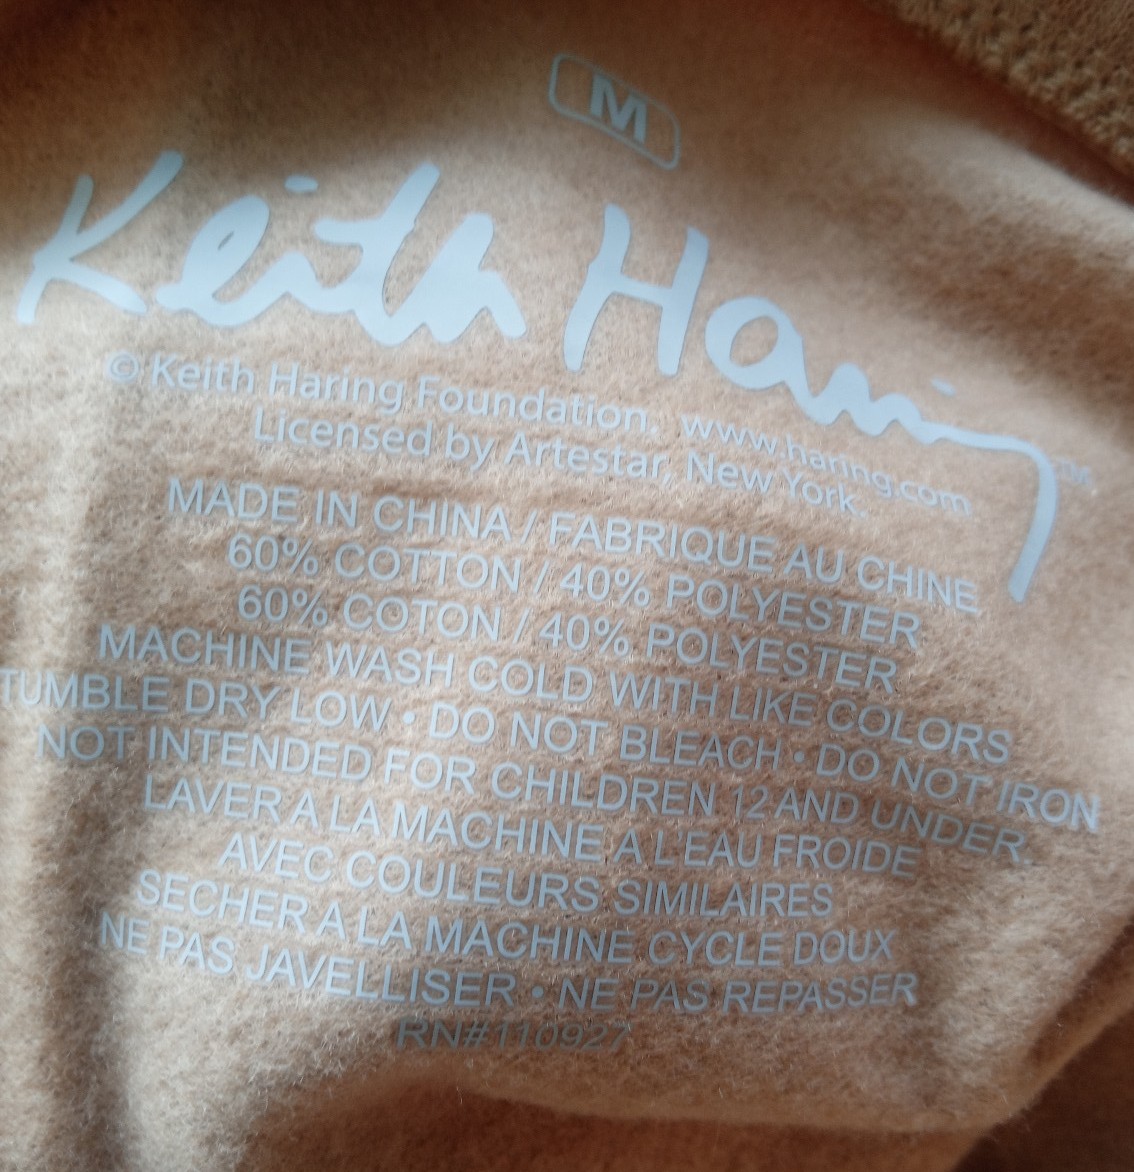 M
Keith Haring™
© Keith Haring Foundation, www.haring.com
Licensed by Artestar, New York.
MADE IN CHINA / FABRIQUE AU CHINE
60% COTTON / 40% POLYESTER
60% COTON / 40% POLYESTER
MACHINE WASH COLD WITH LIKE COLORS
TUMBLE DRY LOW • DO NOT BLEACH • DO NOT IRON
NOT INTENDED FOR CHILDREN 12 AND UNDER.
LAVER A LA MACHINE A L'EAU FROIDE
AVEC COULEURS SIMILAIRES
SECHER A LA MACHINE CYCLE DOUX
NE PAS JAVELLISER • NE PAS REPASSER
RN#110927